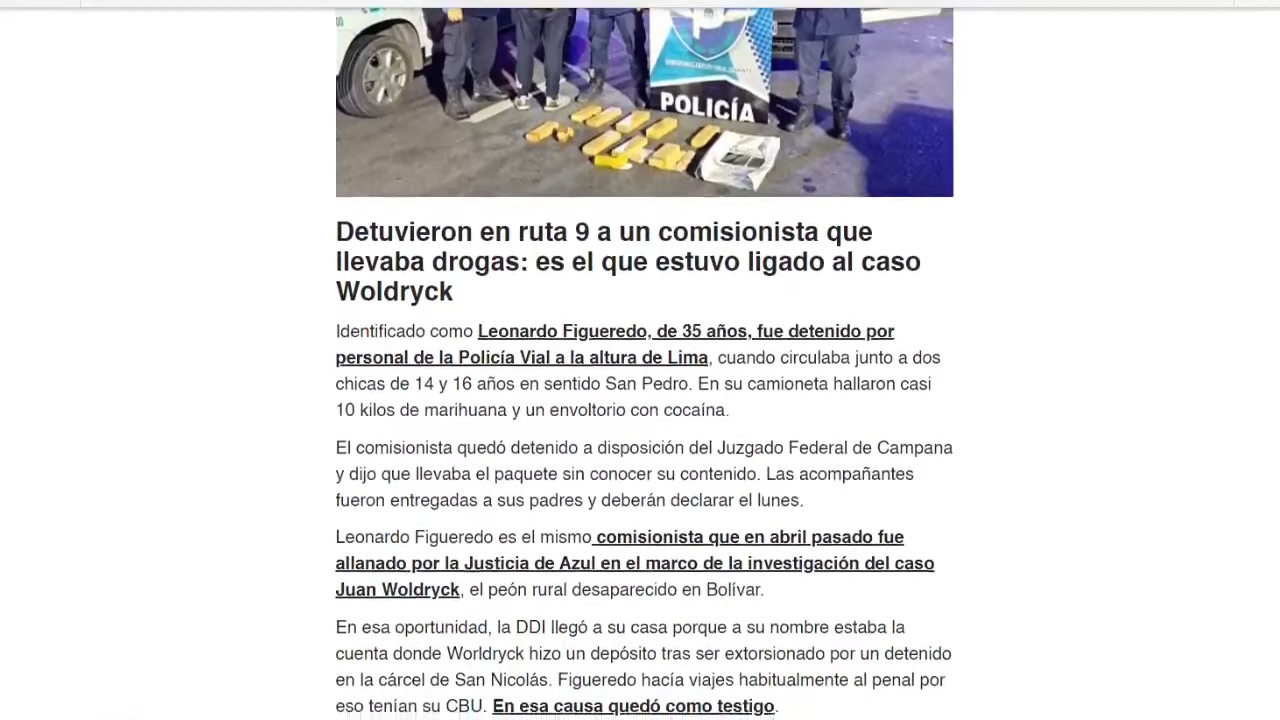 POLICÍA
Detuvieron en ruta 9 a un comisionista que
llevaba drogas: es el que estuvo ligado al caso
Woldryck
Identificado como Leonardo Figueredo, de 35 años, fue detenido por
personal de la Policía Vial a la altura de Lima, cuando circulaba junto a dos
chicas de 14 y 16 años en sentido San Pedro. En su camioneta hallaron casi
10 kilos de marihuana y un envoltorio con cocaína.
El comisionista quedó detenido a disposición del Juzgado Federal de Campana
y dijo que llevaba el paquete sin conocer su contenido. Las acompañantes
fueron entregadas a sus padres y deberán declarar el lunes.
Leonardo Figueredo es el mismo comisionista que en abril pasado fue
allanado por la Justicia de Azul en el marco de la investigación del caso
Juan Woldryck, el peón rural desaparecido en Bolívar.
En esa oportunidad, la DDI llegó a su casa porque a su nombre estaba la
cuenta donde Worldryck hizo un depósito tras ser extorsionado por un detenido
en la cárcel de San Nicolás. Figueredo hacía viajes habitualmente al penal por
eso tenían su CBU. En esa causa quedó como testigo.